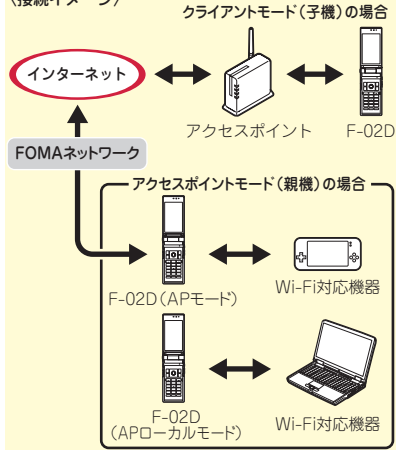 〈接続イメージ〉
クライアントモード（子機）の場合
インターネット
アクセスポイント
F-02D
FOMAネットワーク
アクセスポイントモード（親機）の場合
F-02D（APモード）
Wi-Fi対応機器
F-02D
（APローカルモード）
Wi-Fi対応機器